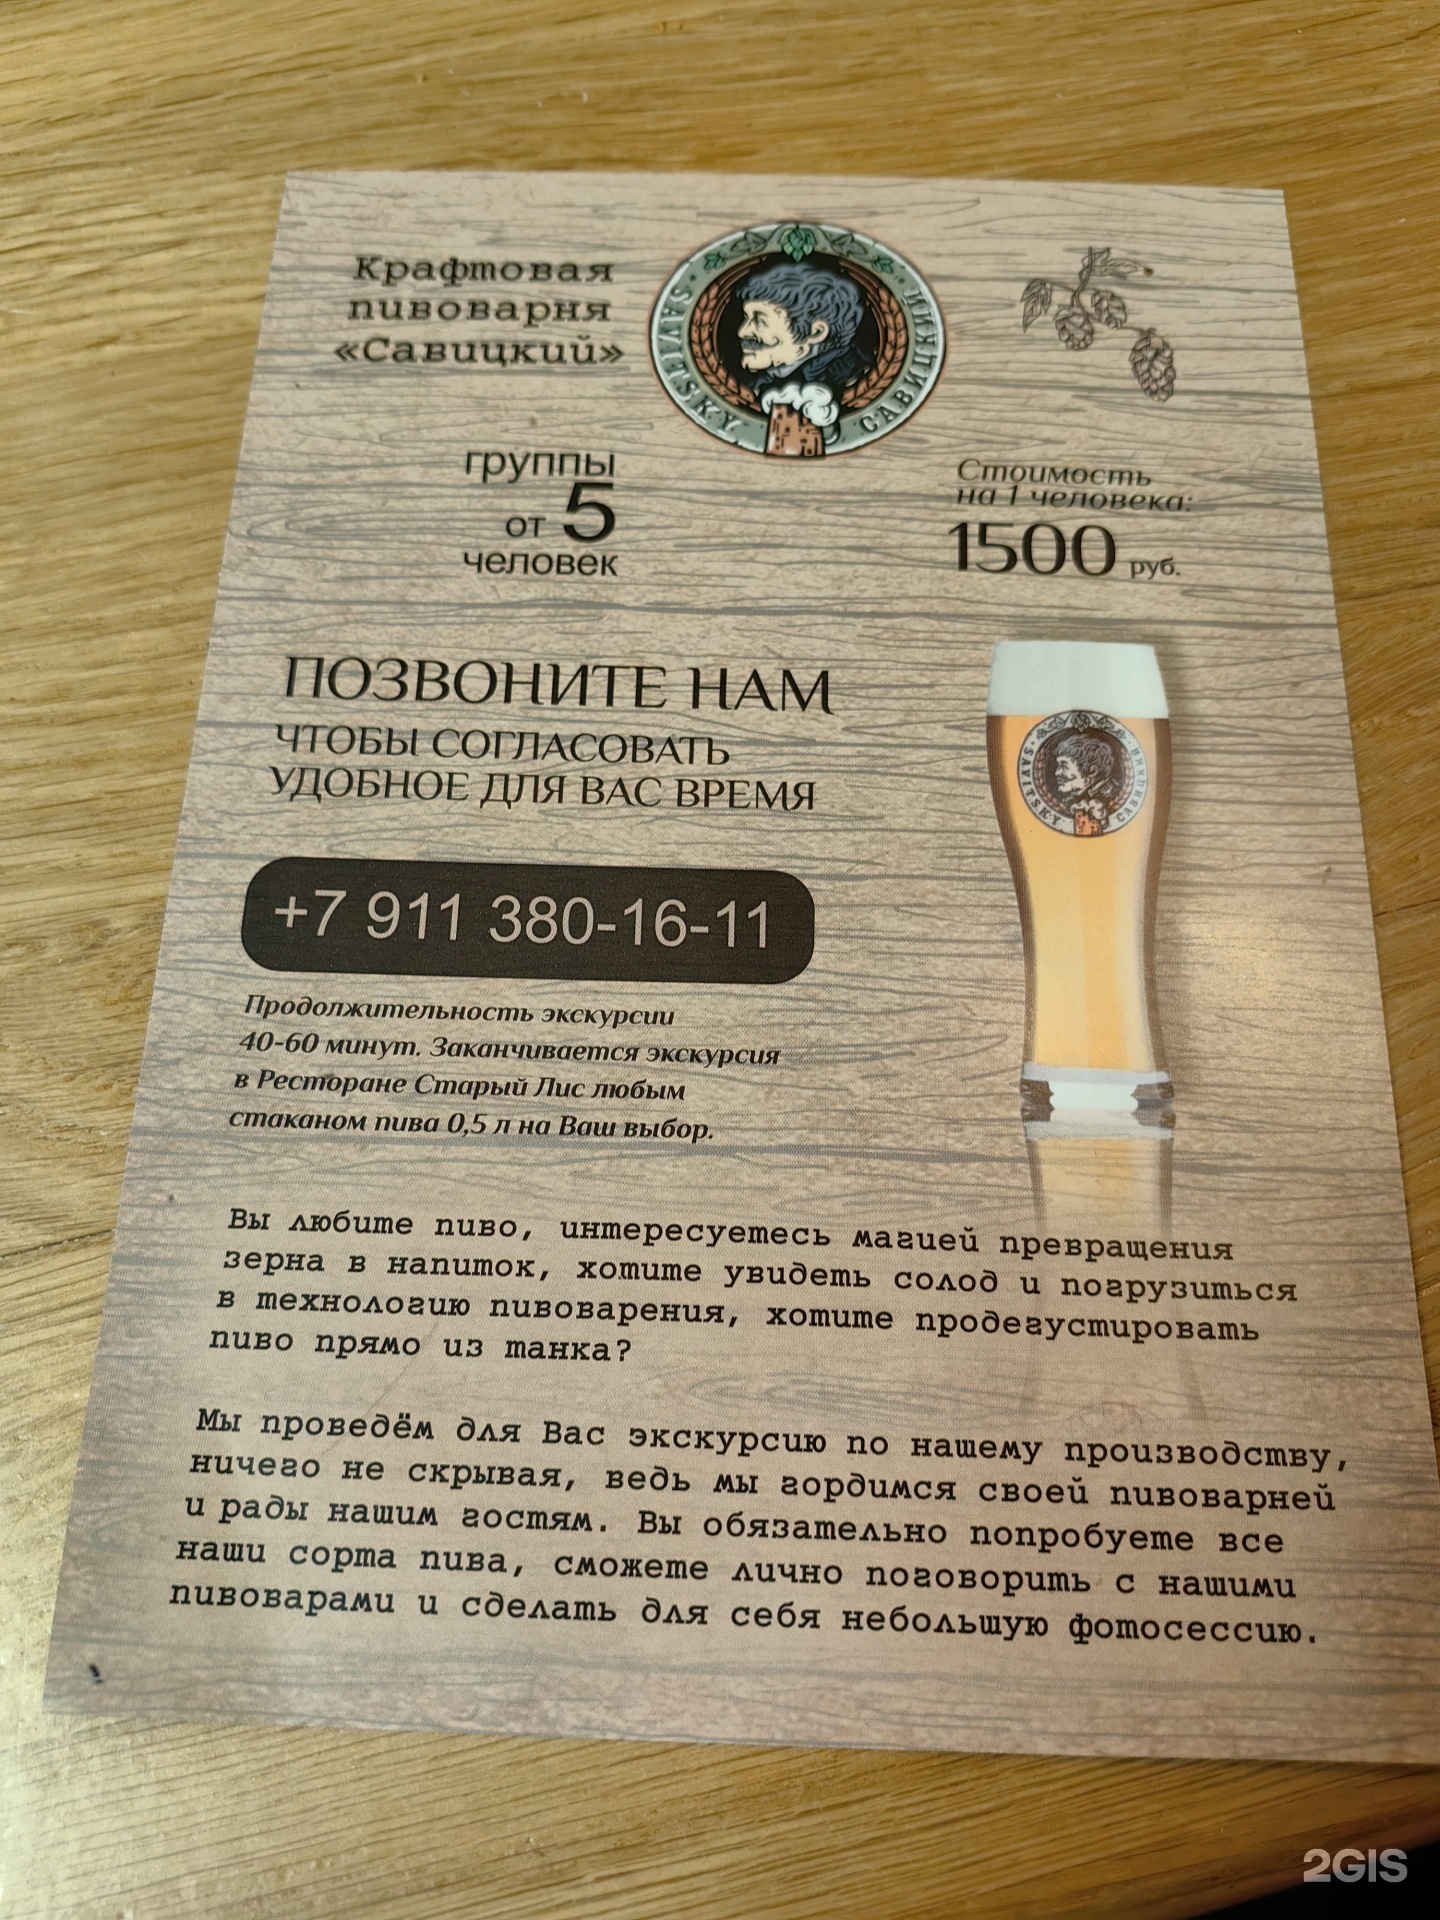 Крафтовая
пивоварня
«Савицкий»
SAVITSKY САВИЦКИЙ
группы
от 5
человек
Стоимость
на 1 человека:
1500 руб.
ПОЗВОНИТЕ НАМ
ЧТОБЫ СОГЛАСОВАТЬ
УДОБНОЕ ДЛЯ ВАС ВРЕМЯ
SAVITSKY САВИЦКИЙ
+7 911 380-16-11
Продолжительность экскурсии
40-60 минут. Заканчивается экскурсия
в Ресторане Старый Лис любым
стаканом пива 0,5 л на Ваш выбор.
Вы любите пиво, интересуетесь магией превращения
зерна в напиток, хотите увидеть солод и погрузиться
в технологию пивоварения, хотите продегустировать
пиво прямо из танка?
Мы проведём для Вас экскурсию по нашему производству,
ничего не скрывая, ведь мы гордимся своей пивоварней
и рады нашим гостям. Вы обязательно попробуете все
наши сорта пива, сможете лично поговорить с нашими
пивоварами и сделать для себя небольшую фотосессию.
2GIS